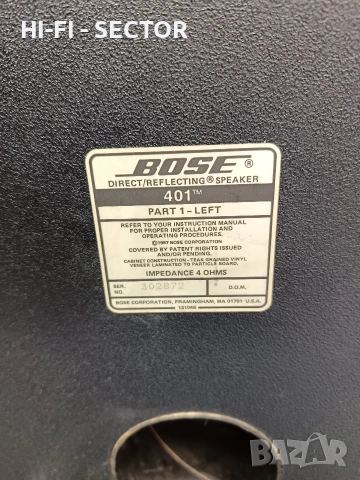 HI-FI - SECTOR
BOSE®
DIRECT/REFLECTING® SPEAKER
401™
PART 1-LEFT
REFER TO YOUR INSTRUCTION MANUAL
FOR PROPER INSTALLATION AND
OPERATING PROCEDURES.
©1987 BOSE CORPORATION
COVERED BY PATENT RIGHTS ISSUED
AND/OR PENDING.
CABINET CONSTRUCTION - TEAK GRAINED VINYL
VENEER LAMINATED TO PARTICLE BOARD.
IMPEDANCE 4 OHMS
SER. NO. 302872 D.O.M.
BOSE CORPORATION, FRAMINGHAM, MA 01701 U.S.A.
BAZAR
bg